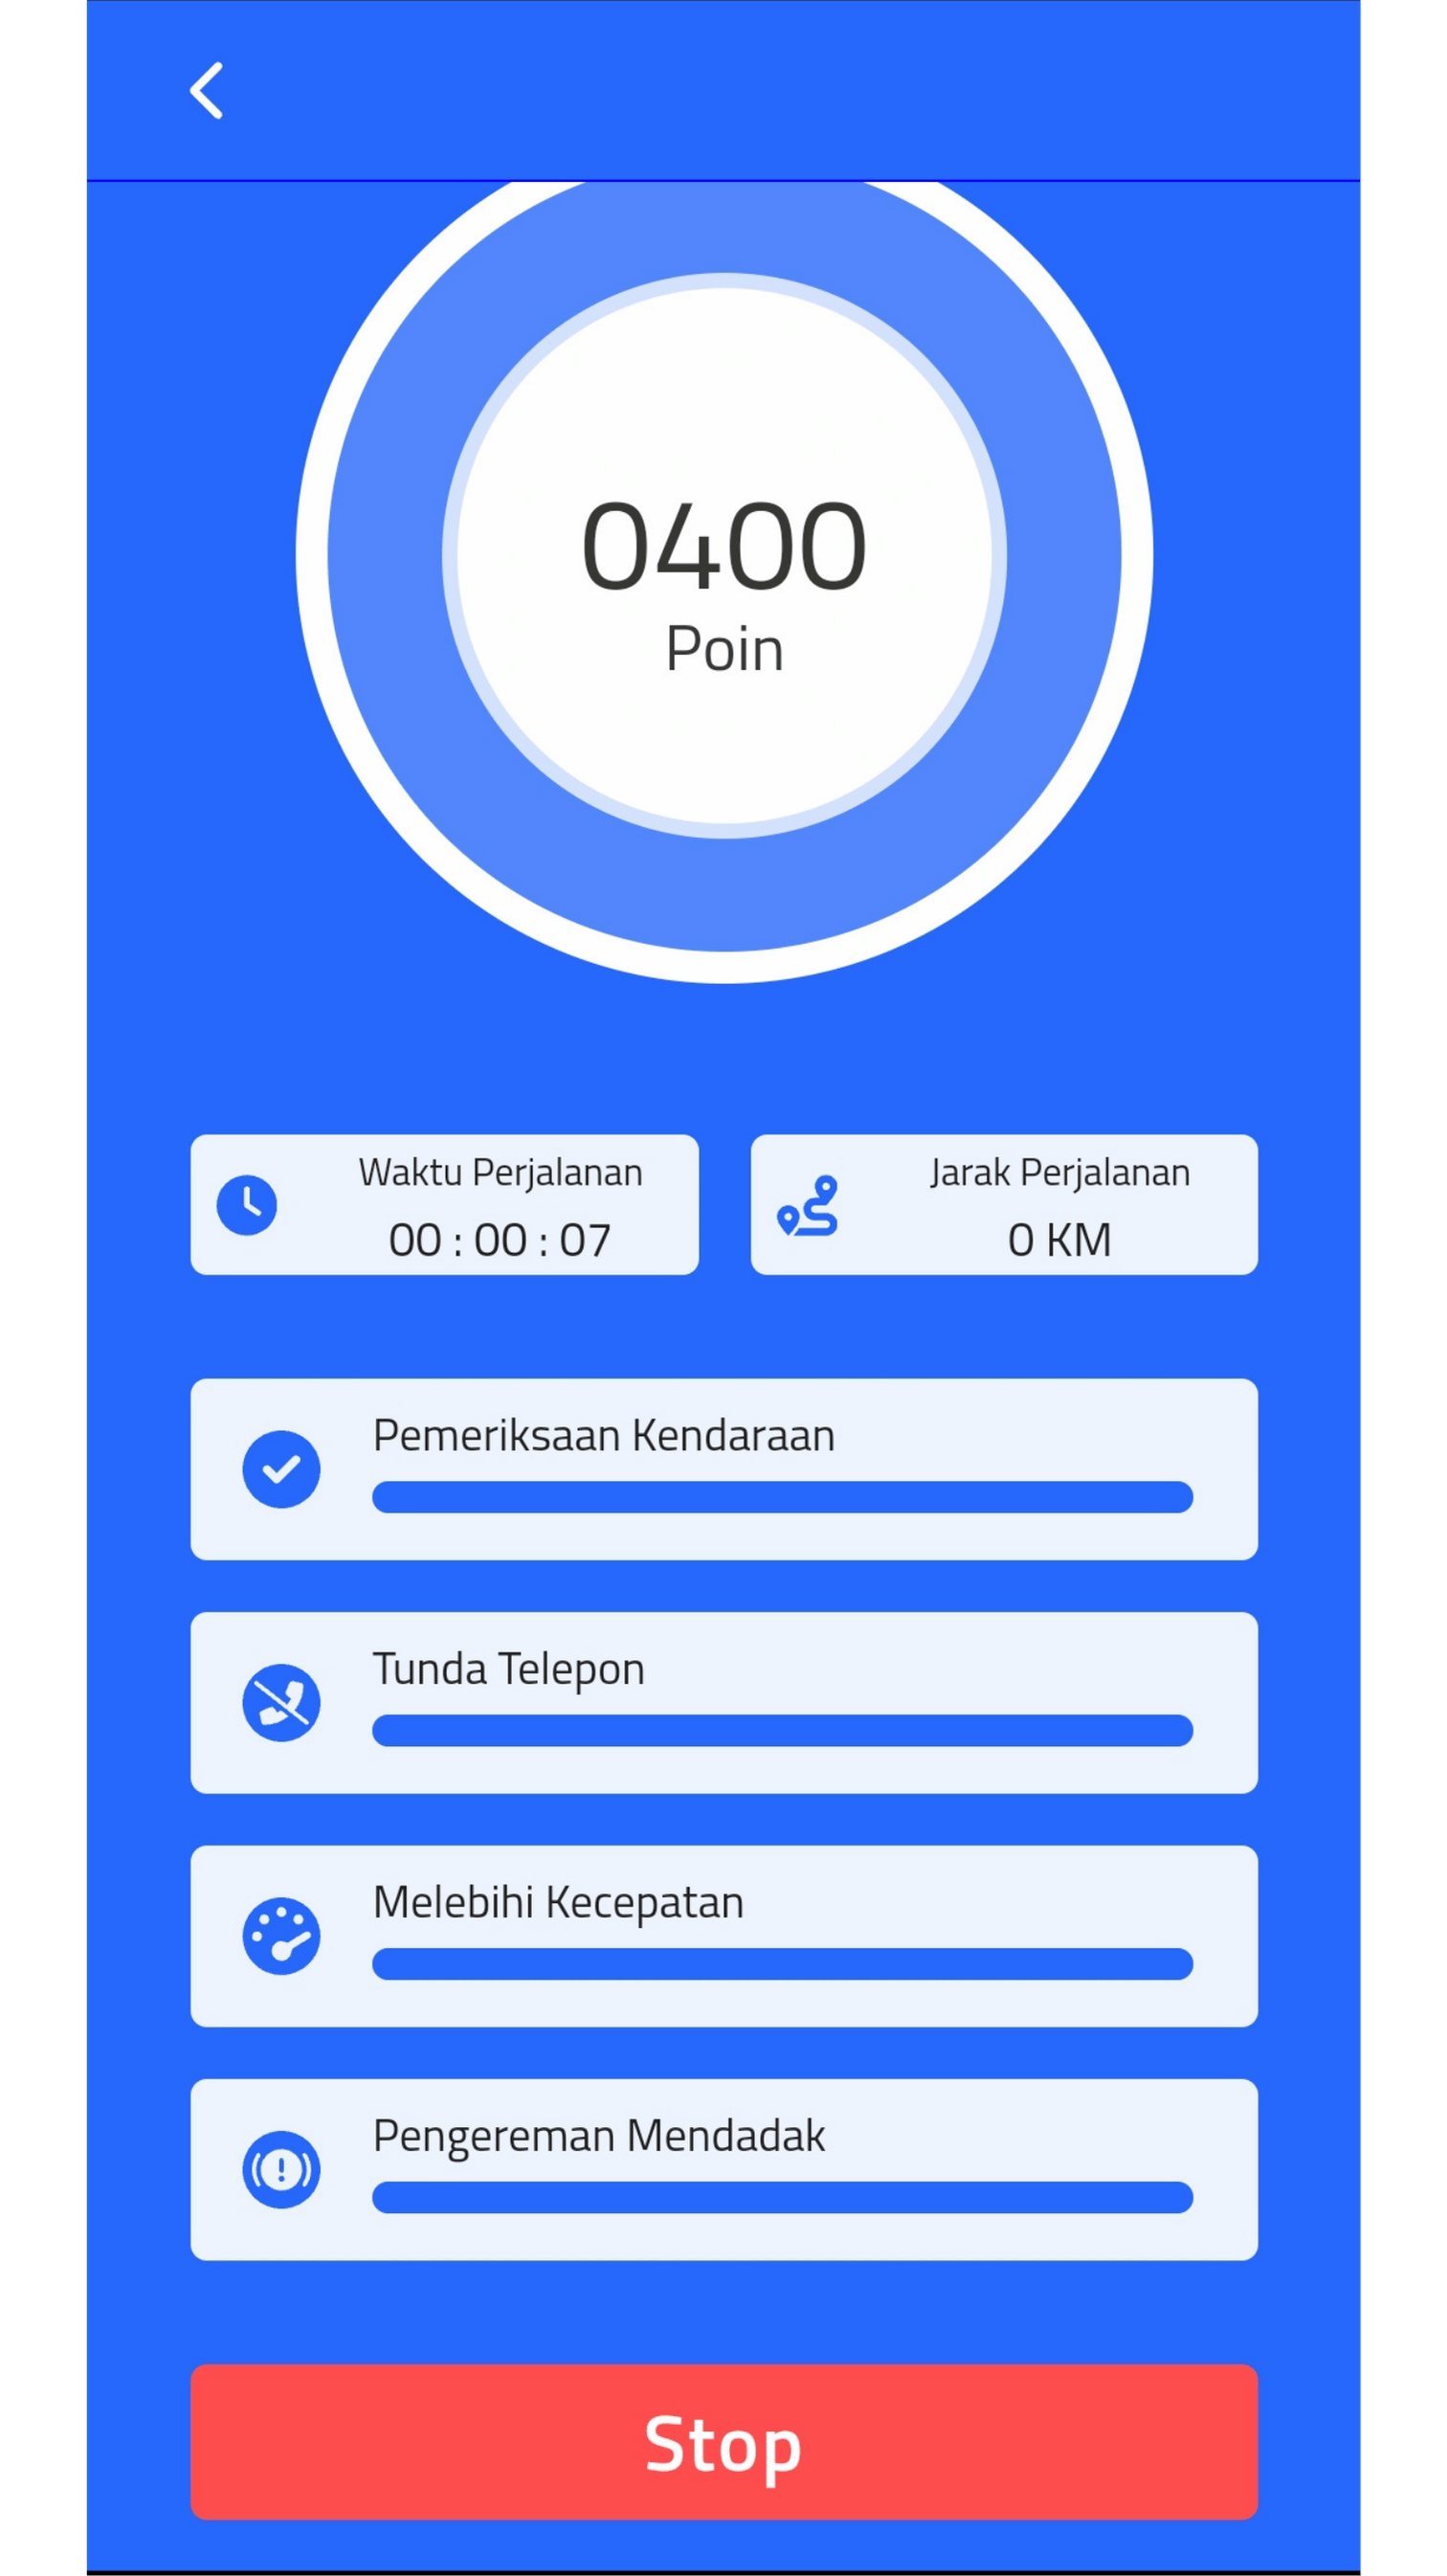 0400
Poin
Waktu Perjalanan
00 : 00 : 07
Jarak Perjalanan
0 KM
Pemeriksaan Kendaraan
Tunda Telepon
Melebihi Kecepatan
Pengereman Mendadak
Stop